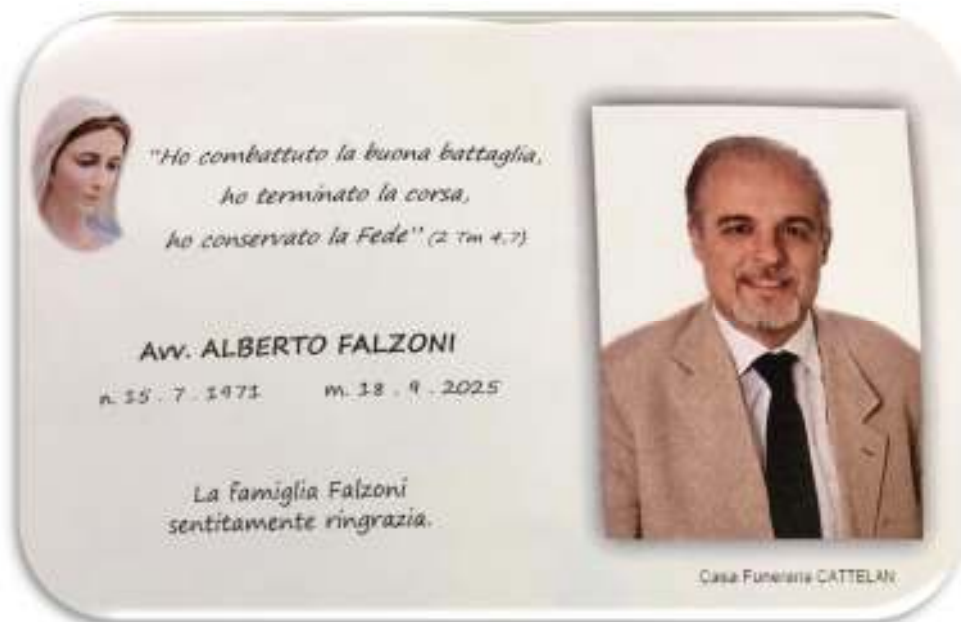 "Ho combattuto la buona battaglia,
ho terminato la corsa,
ho conservato la Fede" (2 Tm 4,7)
Avv. ALBERTO FALZONI
n. 15 . 7 . 1971 m. 18 . 9 . 2025
La famiglia Falzoni
sentitamente ringrazia.
Casa Funeraria CATTELAN